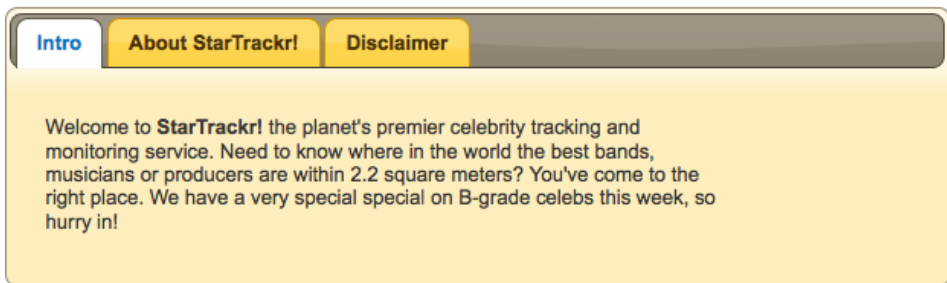 Intro About StarTrackr! Disclaimer
Welcome to StarTrackr! the planet's premier celebrity tracking and
monitoring service. Need to know where in the world the best bands,
musicians or producers are within 2.2 square meters? You've come to the
right place. We have a very special special on B-grade celebs this week, so
hurry in!